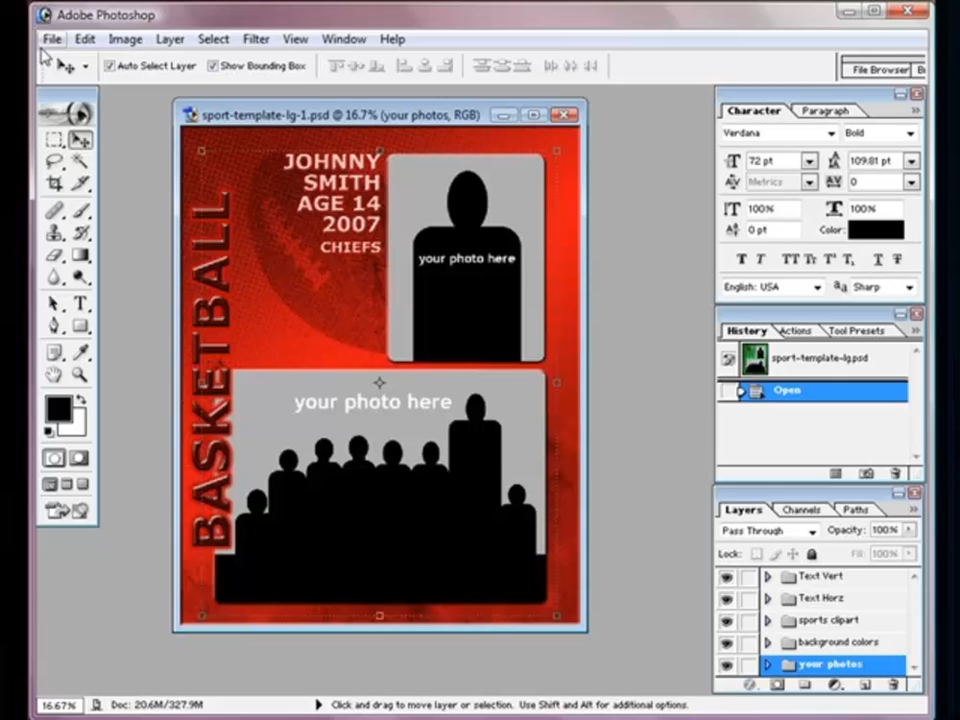 Adobe Photoshop
File Edit Image Layer Select Filter View Window Help
Auto Select Layer Show Bounding Box
File Browser
sport-template-lg-1.psd @ 16.7% (your photos, RGB)
JOHNNY
SMITH
AGE 14
2007
CHIEFS
BASKETBALL
your photo here
your photo here
Character Paragraph
Verdana Bold
72 pt 109.81 pt
Metrics 0
100% 100%
0 pt Color:
English: USA Sharp
History Actions Tool Presets
sport-template-lg.psd
Open
Layers Channels Paths
Pass Through Opacity: 100%
Lock: Fill: 100%
Text Vert
Text Horz
sports clipart
background colors
your photos
16.67% Doc: 20.6M/327.9M Click and drag to move layer or selection. Use Shift and Alt for additional options.